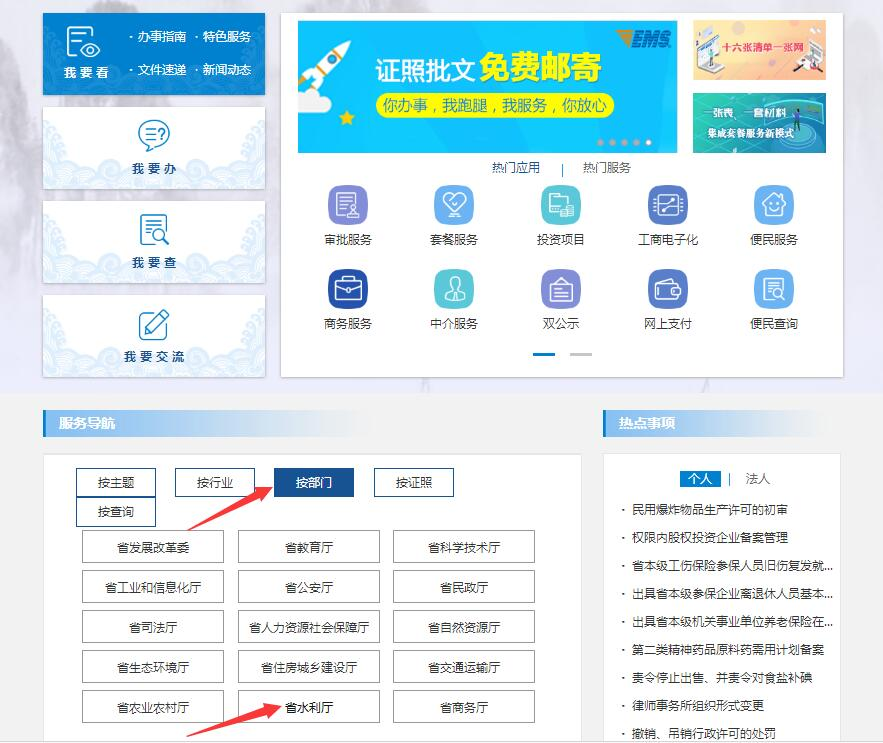 · 办事指南 · 特色服务
我要看
· 文件速递 · 新闻动态
我要办
我要查
我要交流
EMS
证照批文免费邮寄
你办事，我跑腿，我服务，你放心
十六张清单一张网
一张表、一套材料
集成套餐服务新模式
热门应用 | 热门服务
审批服务 套餐服务 投资项目 工商电子化 便民服务
商务服务 中介服务 双公示 网上支付 便民查询
服务导航
按主题 按行业 按部门 按证照
按查询
省发展改革委 省教育厅 省科学技术厅
省工业和信息化厅 省公安厅 省民政厅
省司法厅 省人力资源社会保障厅 省自然资源厅
省生态环境厅 省住房城乡建设厅 省交通运输厅
省农业农村厅 省水利厅 省商务厅
热点事项
个人 | 法人
· 民用爆炸物品生产许可的初审
· 权限内股权投资企业备案管理
· 省本级工伤保险参保人员旧伤复发就...
· 出具省本级参保企业离退休人员基本...
· 出具省本级机关事业单位养老保险在...
· 第二类精神药品原料药需用计划备案
· 责令停止出售、并责令对食盐补碘
· 律师事务所组织形式变更
· 撤销、吊销行政许可的处罚